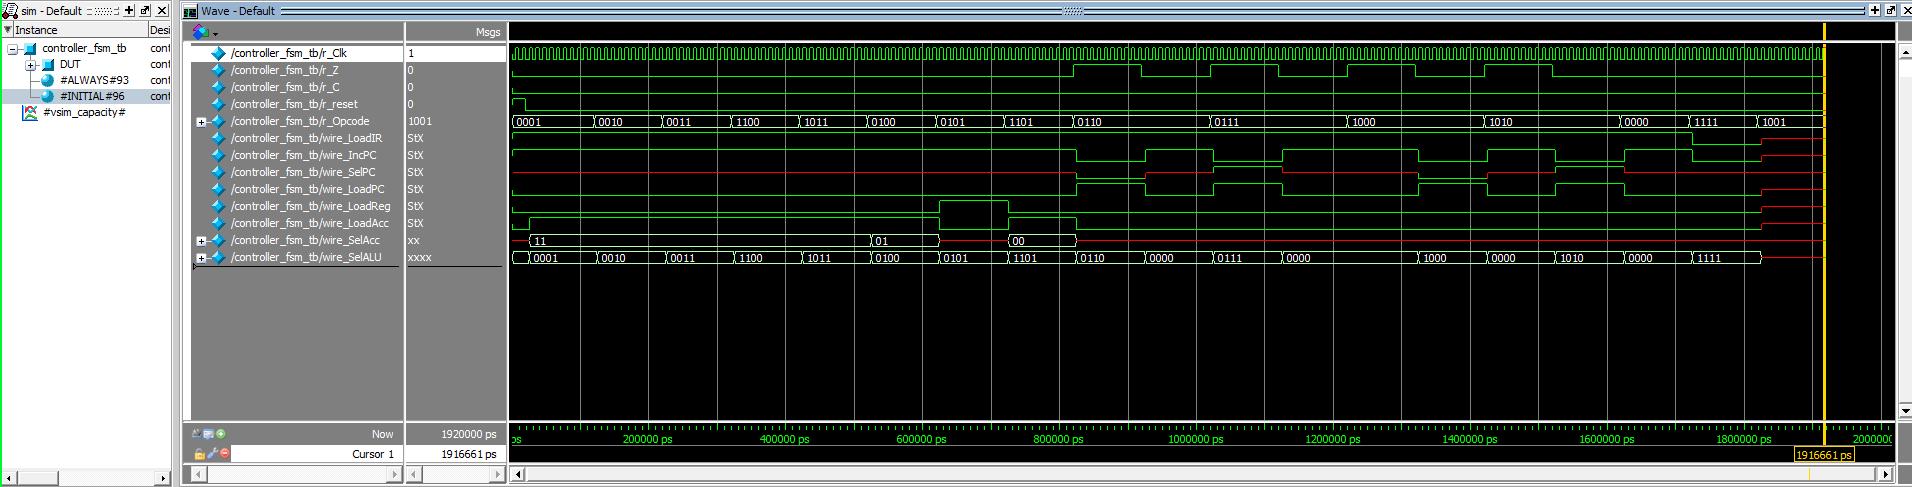 sim - Default
Instance
Desi
controller_fsm_tb
cont
DUT
cont
#ALWAYS#93
cont
#INITIAL#96
cont
#vsim_capacity#
Wave - Default
Msgs
/controller_fsm_tb/r_Clk 1
/controller_fsm_tb/r_Z 0
/controller_fsm_tb/r_C 0
/controller_fsm_tb/r_reset 0
/controller_fsm_tb/r_Opcode 1001 0001 0010 0011 1100 1011 0100 0101 1101 0110 0111 1000 1010 0000 1111 1001
/controller_fsm_tb/wire_LoadIR StX
/controller_fsm_tb/wire_IncPC StX
/controller_fsm_tb/wire_SelPC StX
/controller_fsm_tb/wire_LoadPC StX
/controller_fsm_tb/wire_LoadReg StX
/controller_fsm_tb/wire_LoadAcc StX
/controller_fsm_tb/wire_SelAcc xx 11 01 00
/controller_fsm_tb/wire_SelALU xxxx 0001 0010 0011 1100 1011 0100 0101 1101 0110 0000 0111 0000 1000 0000 1010 0000 1111
Now 1920000 ps
ps 200000 ps 400000 ps 600000 ps 800000 ps 1000000 ps 1200000 ps 1400000 ps 1600000 ps 1800000 ps 2000000
Cursor 1 1916661 ps
1916661 ps